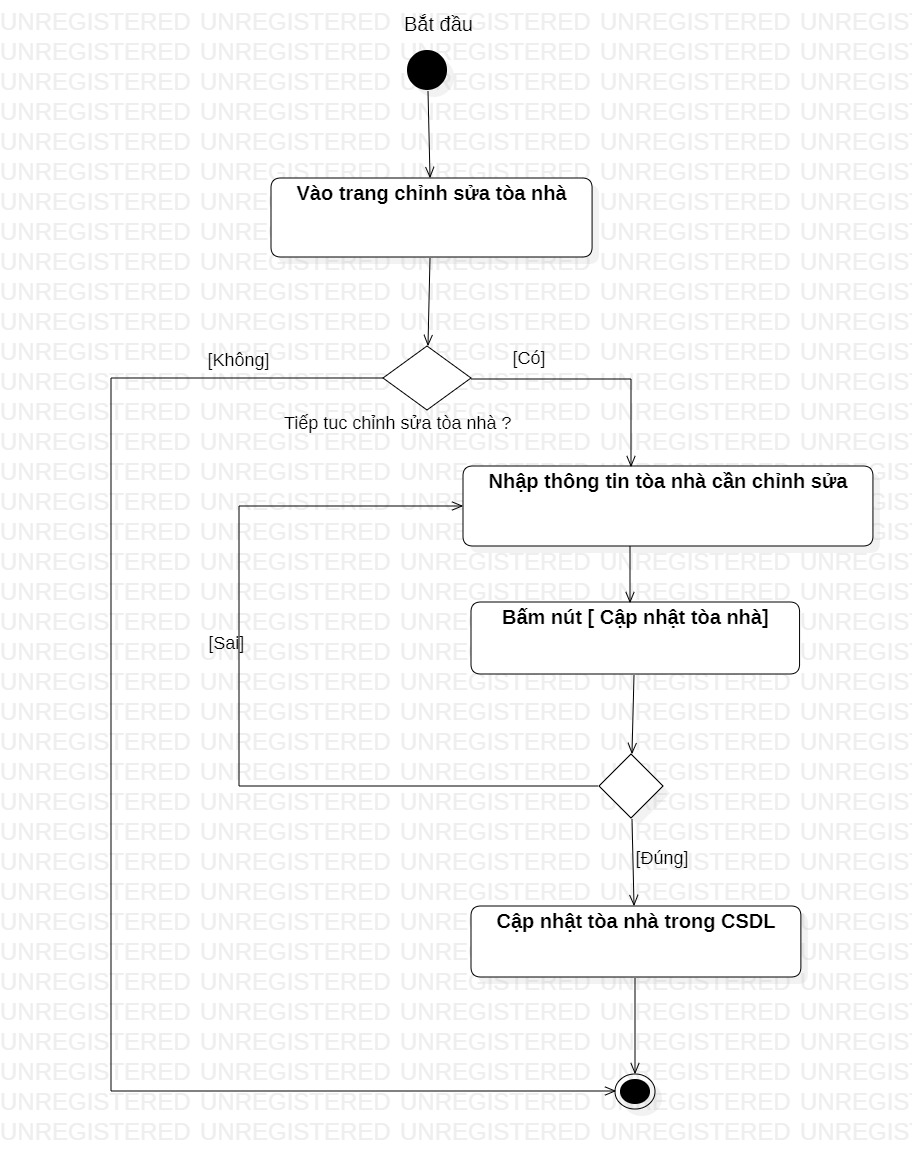 Bắt đầu
Vào trang chỉnh sửa tòa nhà
[Không]
[Có]
Tiếp tuc chỉnh sửa tòa nhà ?
Nhập thông tin tòa nhà cần chỉnh sửa
Bấm nút [ Cập nhật tòa nhà]
[Sai]
[Đúng]
Cập nhật tòa nhà trong CSDL
UNREGISTERED